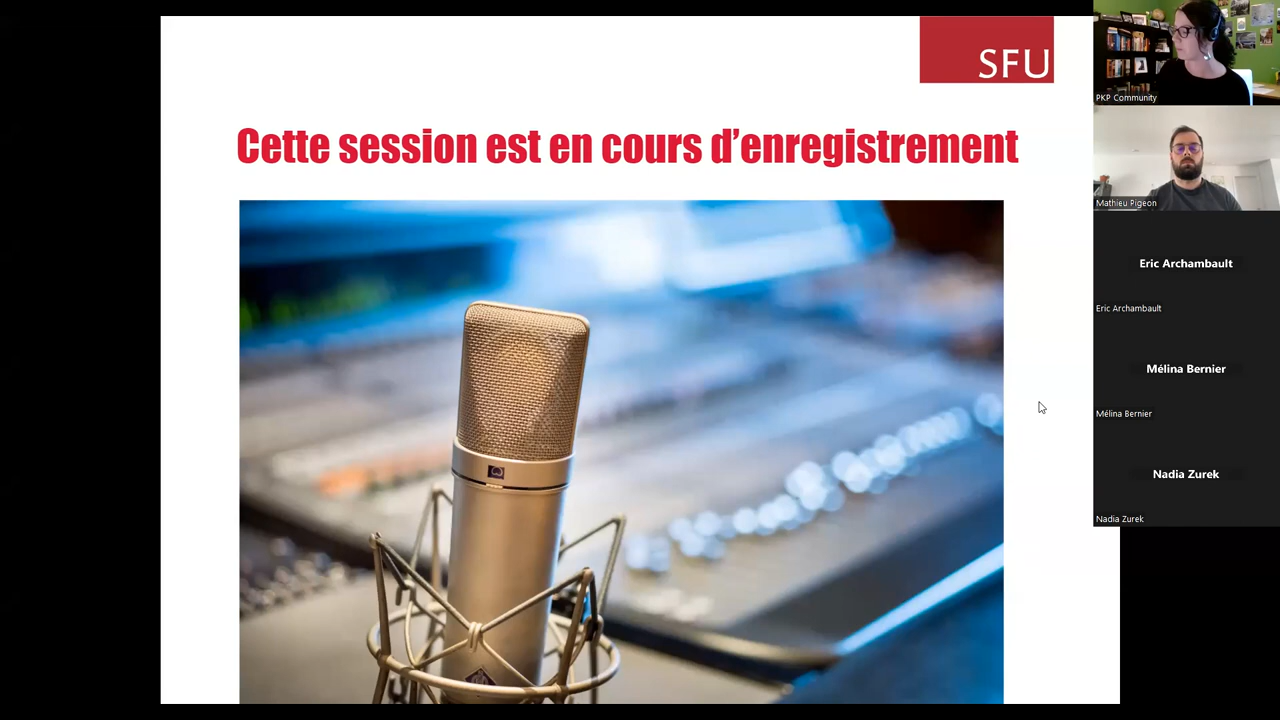 SFU
Cette session est en cours d’enregistrement
PKP Community
Mathieu Pigeon
Eric Archambault
Eric Archambault
Mélina Bernier
Mélina Bernier
Nadia Zurek
Nadia Zurek